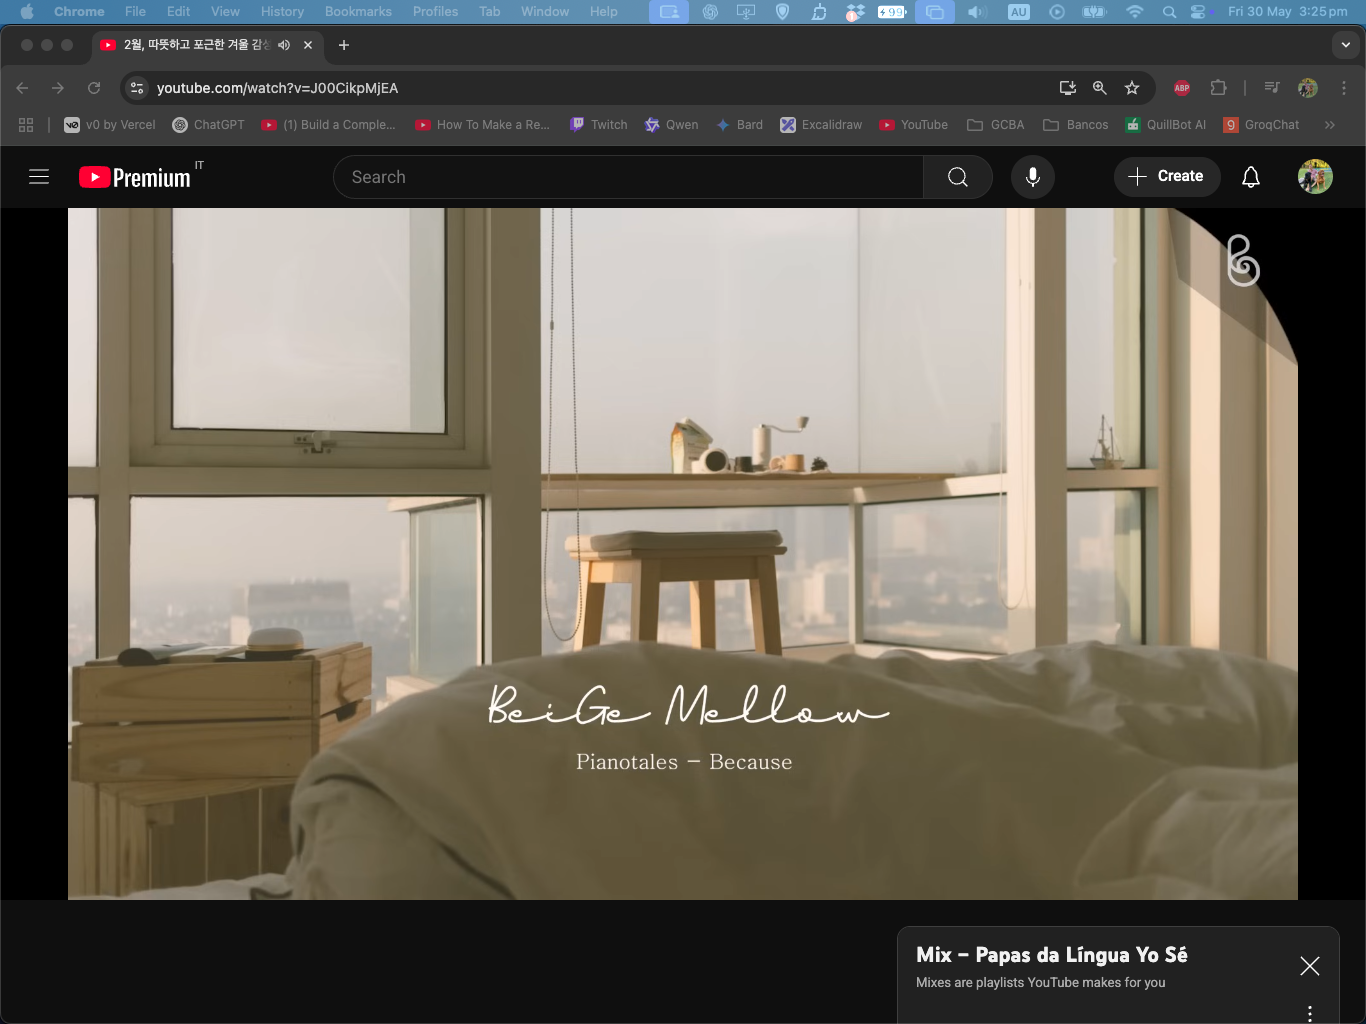 Chrome File Edit View History Bookmarks Profiles Tab Window Help 99 AU Fri 30 May 3:25 pm
2월, 따뜻하고 포근한 겨울 감성
youtube.com/watch?v=J00CikpMjEA ABP
v0 v0 by Vercel ChatGPT (1) Build a Comple... How To Make a Re... Twitch Qwen Bard Excalidraw YouTube GCBA Bancos QuillBot AI GroqChat
Premium IT Search Create
BeiGe Mellow
Pianotales – Because
Mix – Papas da Língua Yo Sé
Mixes are playlists YouTube makes for you